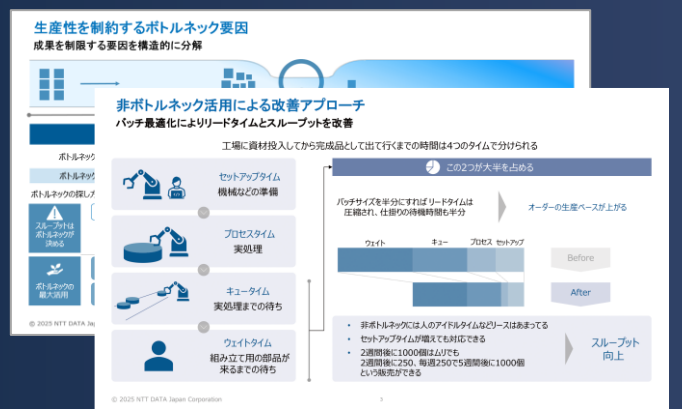 生産性を制約するボトルネック要因
成果を制限する要因を構造的に分解
ボトルネック
ボトルネック
ボトルネックの探し方
スループットは
ボトルネックが
決める
ボトルネックの
最大活用
© 2025 NTT DATA Jap
非ボトルネック活用による改善アプローチ
バッチ最適化によりリードタイムとスループットを改善
工場に資材投入してから完成品として出て行くまでの時間は4つのタイムで分けられる
セットアップタイム
機械などの準備
プロセスタイム
実処理
キュータイム
実処理までの待ち
ウェイトタイム
組み立て用の部品が
来るまでの待ち
この2つが大半を占める
バッチサイズを半分にすれば リードタイムは
圧縮され、仕掛りの待機時間も半分
オーダーの生産ペースが上がる
ウェイト キュー プロセス セットアップ
Before
After
• 非ボトルネックには人のアイドルタイムなどリースはあまってる
• セットアップタイムが増えても対応できる
• 2週間後に1000個はムリでも
2週間後に250、毎週250で5週間後に1000個
という販売ができる
スループット
向上
© 2025 NTT DATA Japan Corporation
3